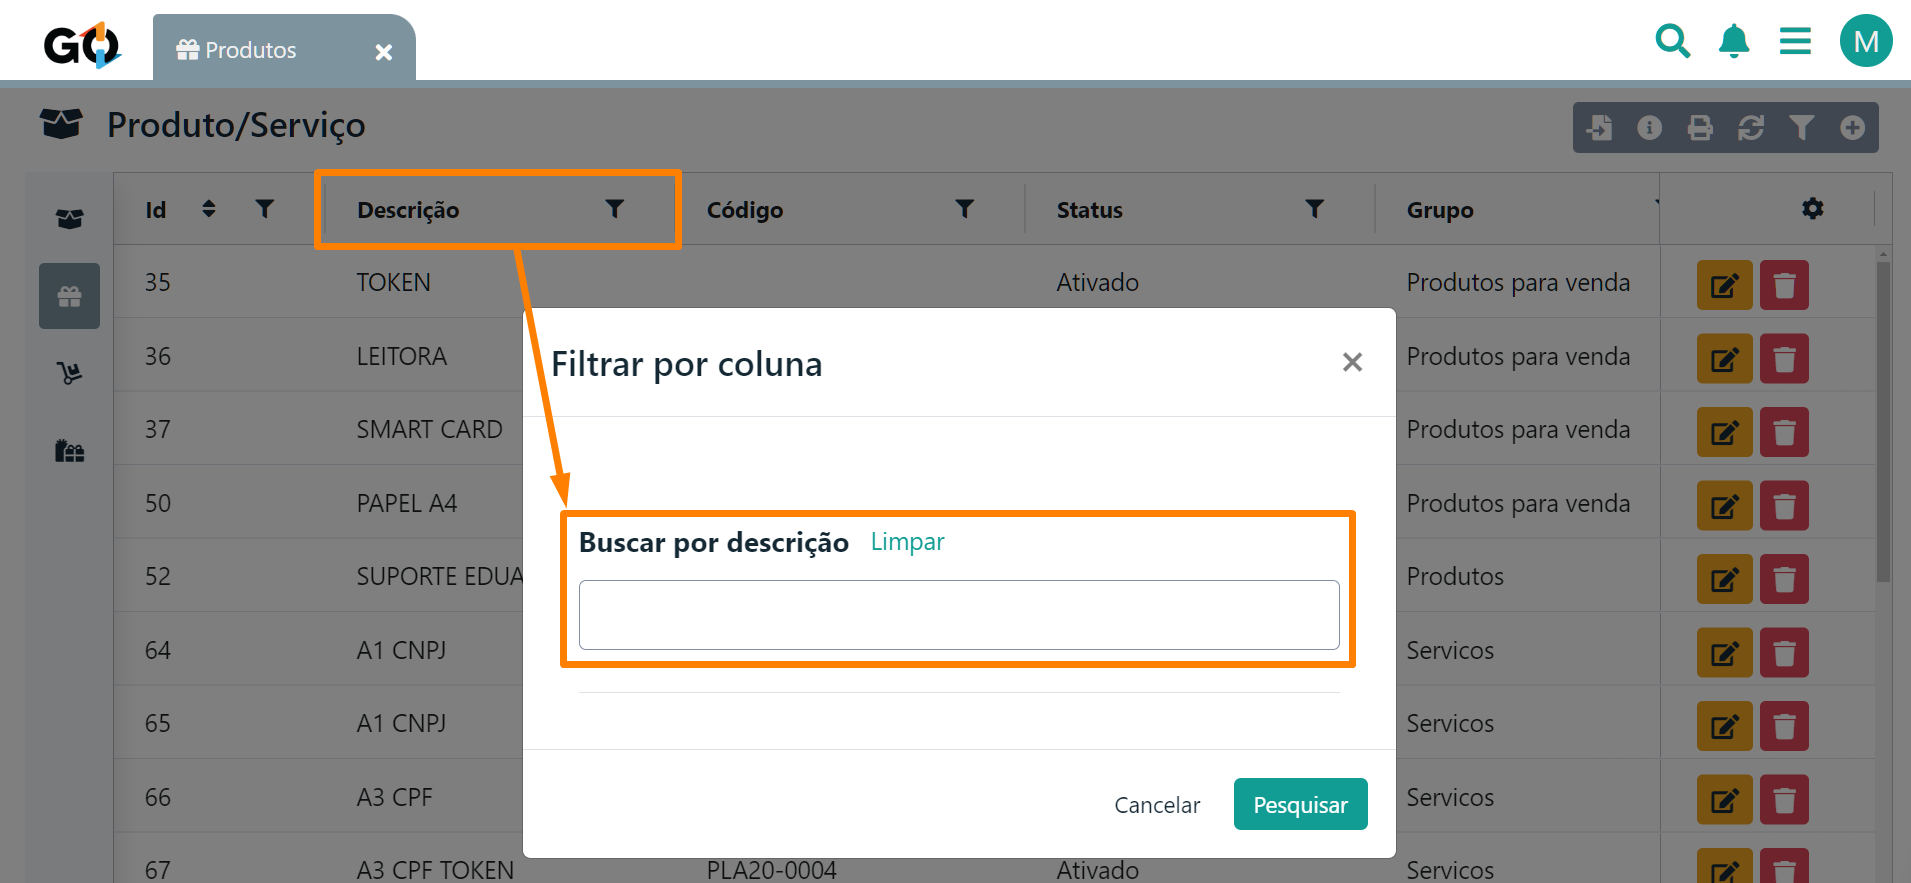 GO Produtos
M
Produto/Serviço
Id Descrição Código Status Grupo
35 TOKEN Ativado Produtos para venda
36 LEITORA Produtos para venda
Filtrar por coluna
37 SMART CARD Produtos para venda
50 PAPEL A4 Produtos para venda
Buscar por descrição Limpar
52 SUPORTE EDUA Produtos
64 A1 CNPJ Servicos
65 A1 CNPJ Servicos
66 A3 CPF Servicos
Cancelar Pesquisar
67 A3 CPF TOKEN PLA20-0004 Ativado Servicos